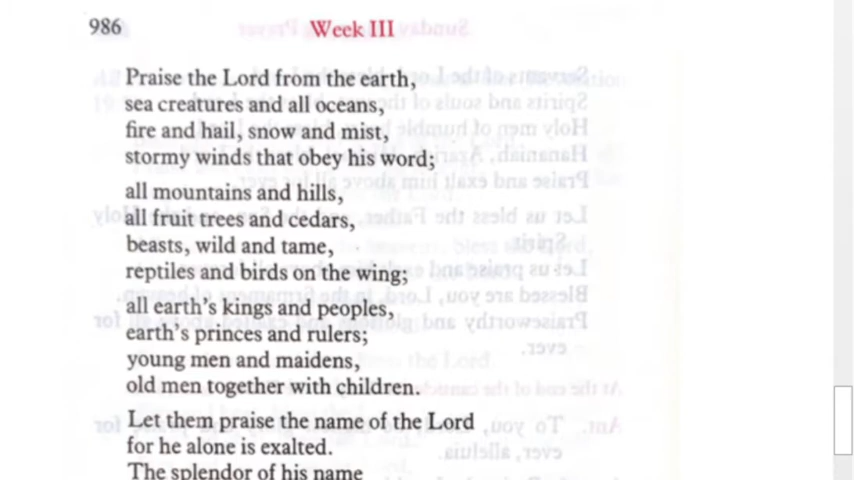 986
Week III
Praise the Lord from the earth,
sea creatures and all oceans,
fire and hail, snow and mist,
stormy winds that obey his word;
all mountains and hills,
all fruit trees and cedars,
beasts, wild and tame,
reptiles and birds on the wing;
all earth's kings and peoples,
earth's princes and rulers;
young men and maidens,
old men together with children.
Let them praise the name of the Lord
for he alone is exalted.
The splendor of his name